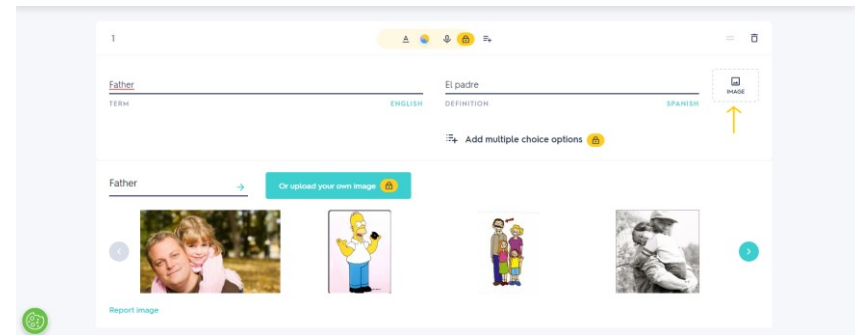 1
Father
El padre
IMAGE
TERM
ENGLISH
DEFINITION
SPANISH
Add multiple choice options
Father
Or upload your own image
Report image